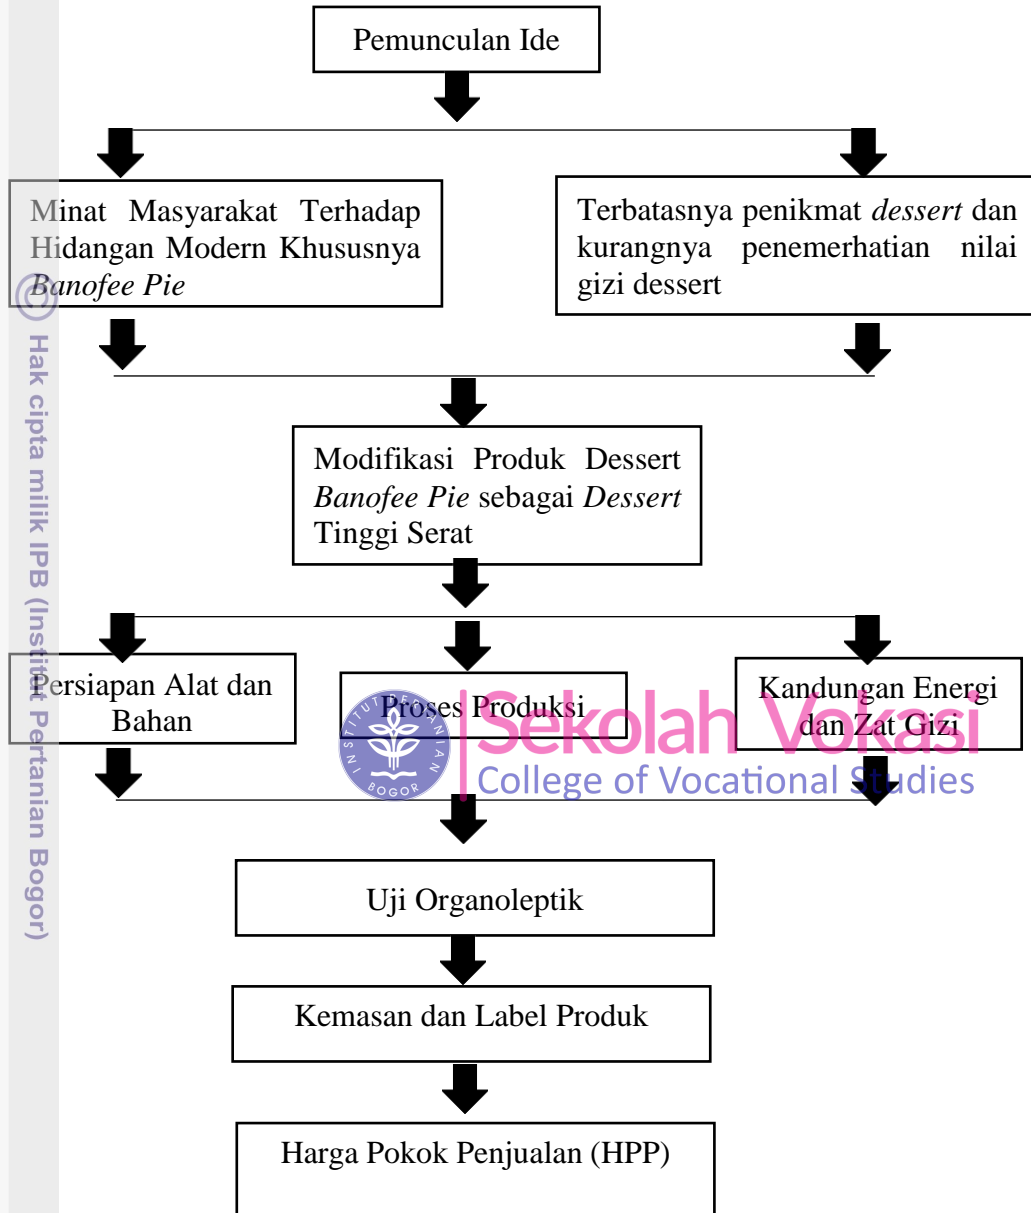 Pemunculan Ide
Minat Masyarakat Terhadap
Hidangan Modern Khususnya
Banofee Pie
Terbatasnya penikmat dessert dan
kurangnya penemerhatian nilai
gizi dessert
Modifikasi Produk Dessert
Banofee Pie sebagai Dessert
Tinggi Serat
Persiapan Alat dan
Bahan
Proses Produksi
Kandungan Energi
dan Zat Gizi
Uji Organoleptik
Kemasan dan Label Produk
Harga Pokok Penjualan (HPP)
© Hak cipta milik IPB (Institut Pertanian Bogor)
INSTITUT PERTANIAN
BOGOR
Sekolah Vokasi
College of Vocational Studies